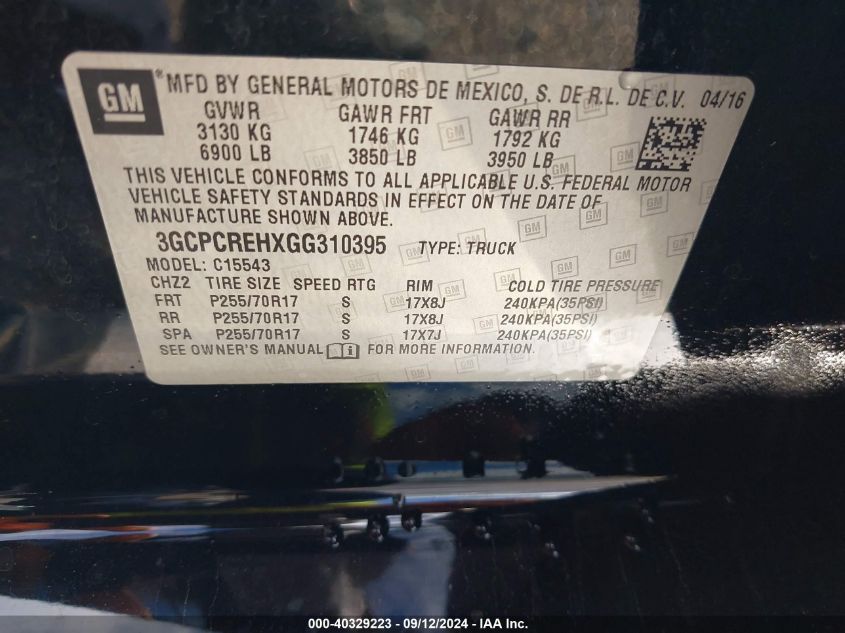 GM® MFD BY GENERAL MOTORS DE MEXICO, S. DE R.L. DE C.V. 04/16
GVWR GAWR FRT GAWR RR
3130 KG 1746 KG 1792 KG
6900 LB 3850 LB 3950 LB
THIS VEHICLE CONFORMS TO ALL APPLICABLE U.S. FEDERAL MOTOR
VEHICLE SAFETY STANDARDS IN EFFECT ON THE DATE OF
MANUFACTURE SHOWN ABOVE.
3GCPCREHXGG310395 TYPE: TRUCK
MODEL: C15543
CHZ2 TIRE SIZE SPEED RTG RIM COLD TIRE PRESSURE
FRT P255/70R17 S 17X8J 240KPA(35PSI)
RR P255/70R17 S 17X8J 240KPA(35PSI)
SPA P255/70R17 S 17X7J 240KPA(35PSI)
SEE OWNER'S MANUAL FOR MORE INFORMATION.
000-40329223 - 09/12/2024 - IAA Inc.